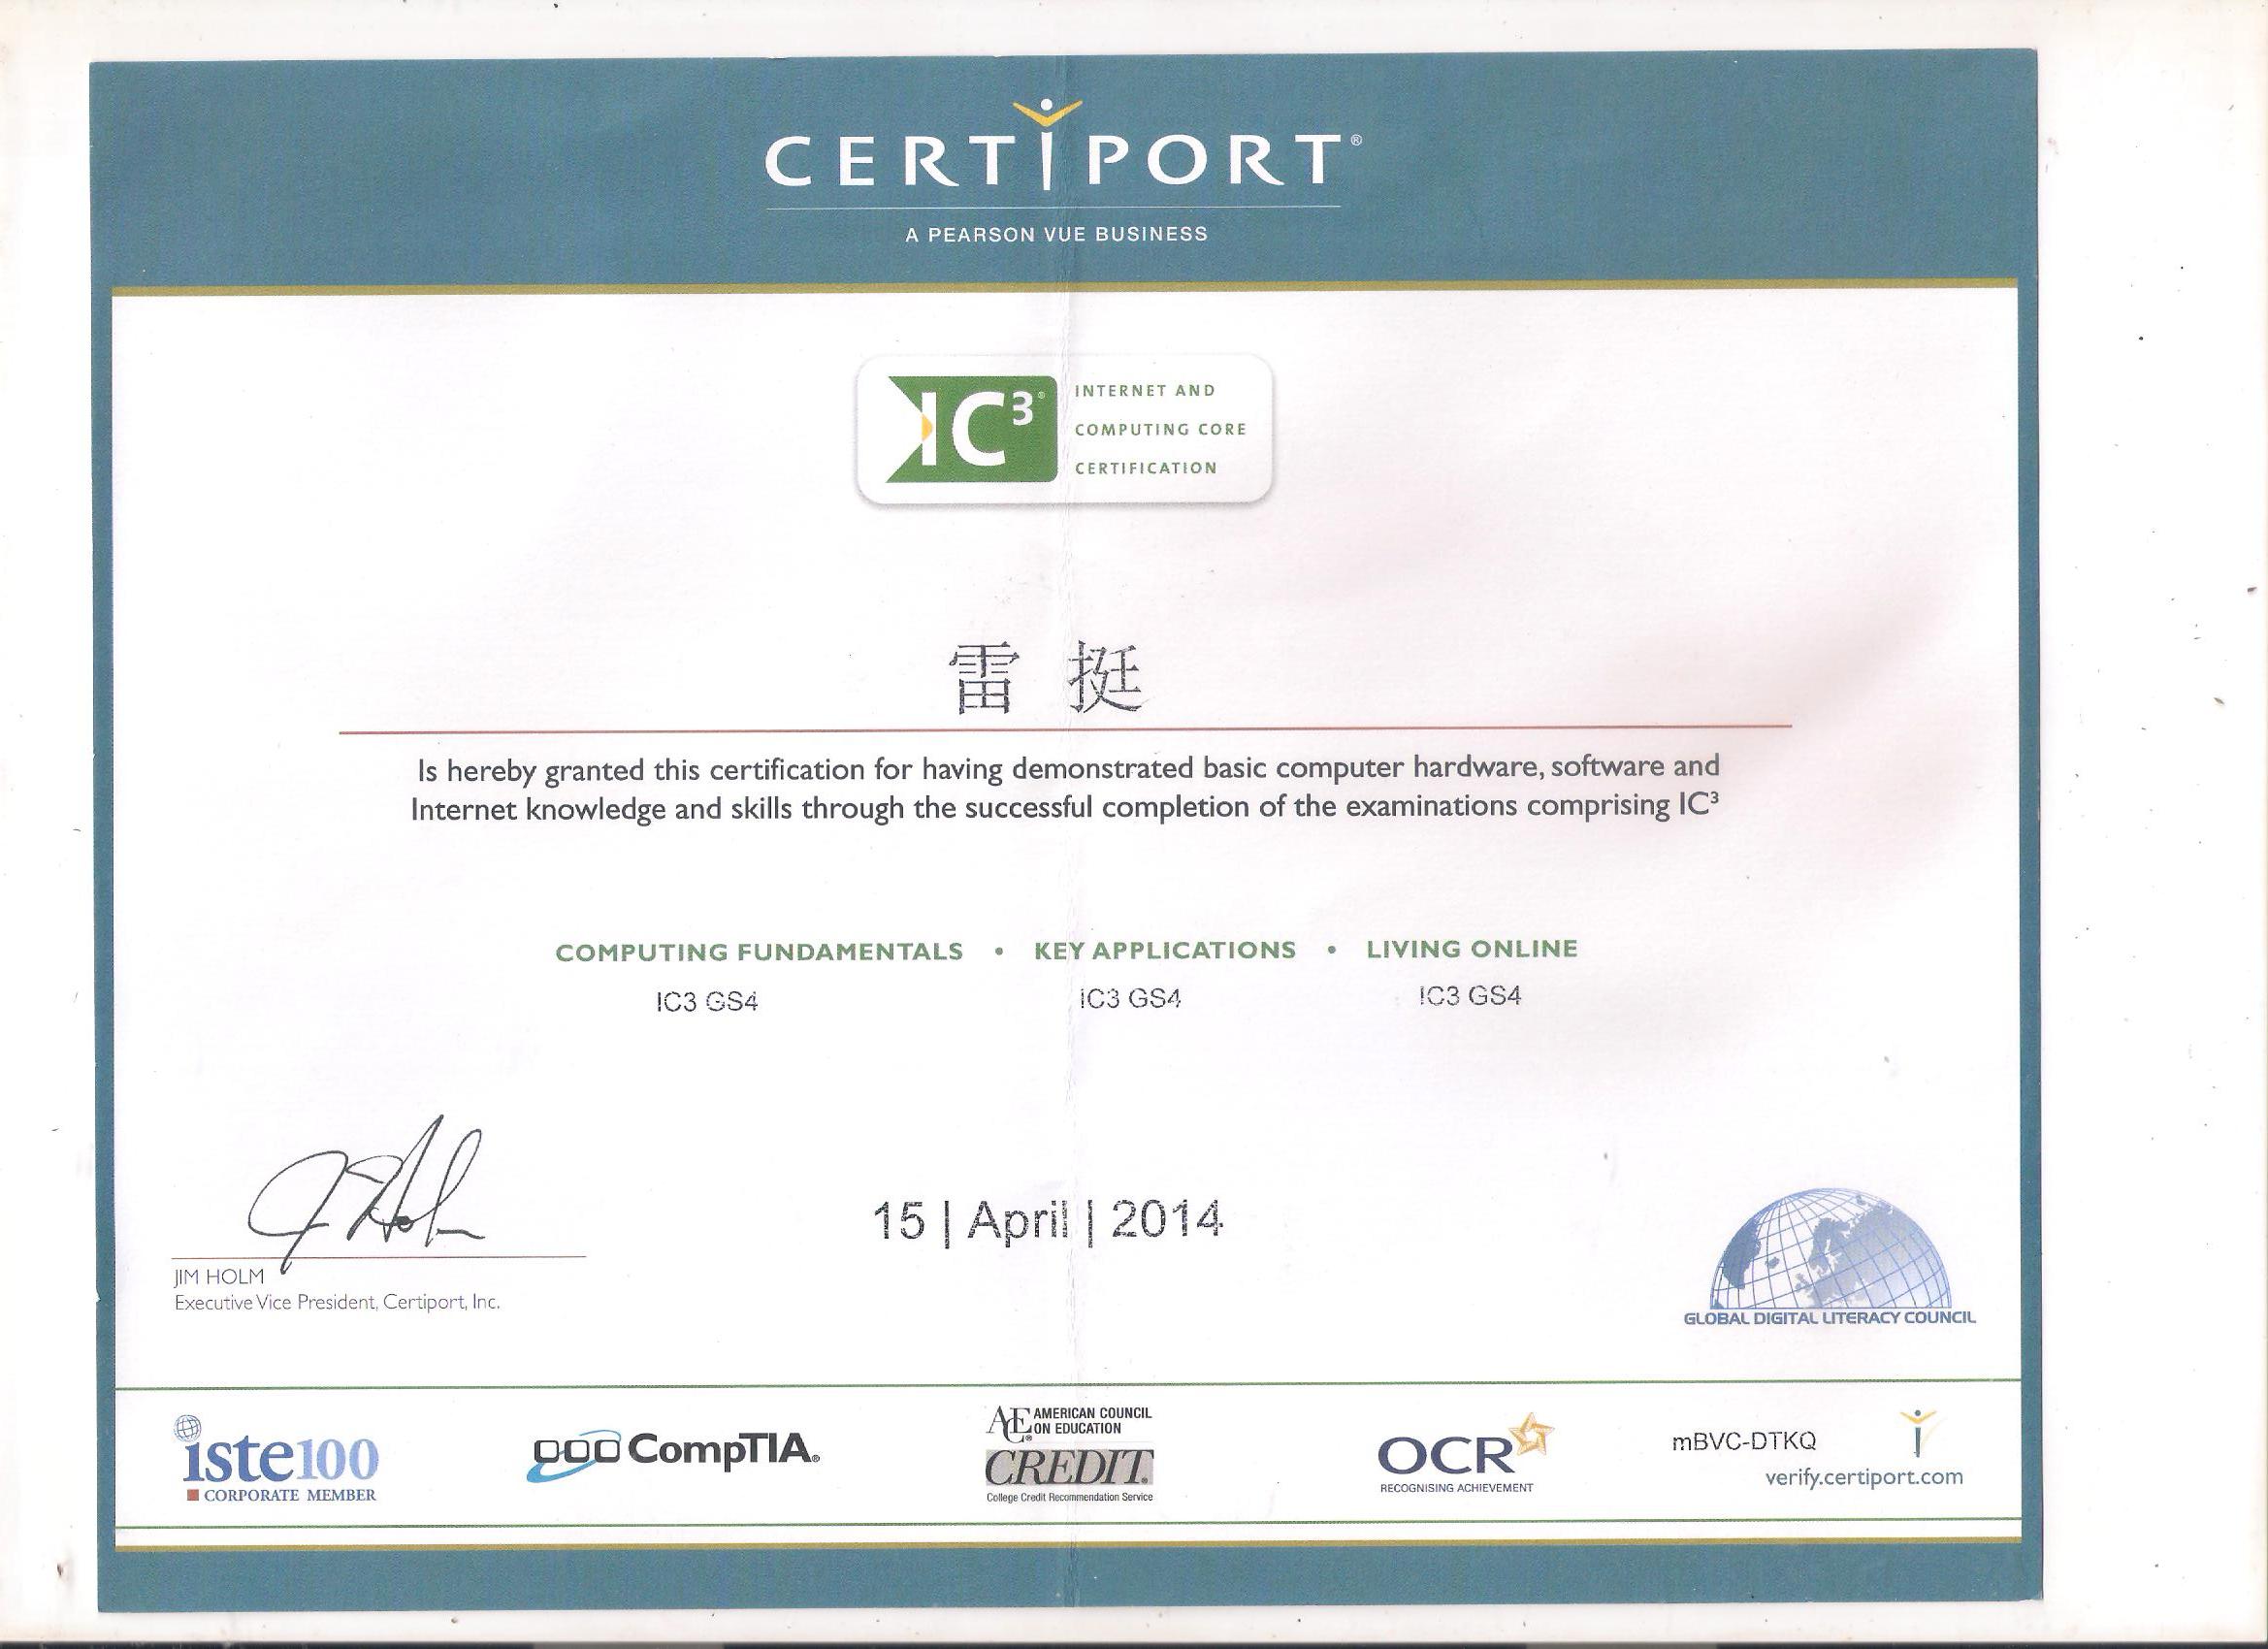 CERTIPORT®
A PEARSON VUE BUSINESS
IC³®
INTERNET AND
COMPUTING CORE
CERTIFICATION
雷 挺
Is hereby granted this certification for having demonstrated basic computer hardware, software and
Internet knowledge and skills through the successful completion of the examinations comprising IC³
COMPUTING FUNDAMENTALS • KEY APPLICATIONS • LIVING ONLINE
IC3 GS4 IC3 GS4 IC3 GS4
J Holm
15 | April | 2014
JIM HOLM
Executive Vice President, Certiport, Inc.
GLOBAL DIGITAL LITERACY COUNCIL
iste100
CORPORATE MEMBER
CompTIA®
ACE® AMERICAN COUNCIL
ON EDUCATION
CREDIT®
College Credit Recommendation Service
OCR
RECOGNISING ACHIEVEMENT
mBVC-DTKQ
verify.certiport.com